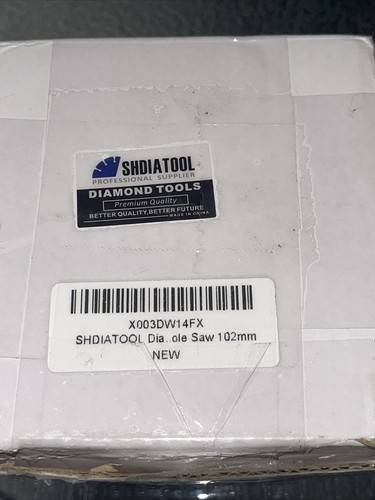 SHDIATOOL
PROFESSIONAL SUPPLIER
DIAMOND TOOLS
Premium Quality
BETTER QUALITY,BETTER FUTURE
MADE IN CHINA
X003DW14FX
SHDIATOOL Dia..ole Saw 102mm
NEW